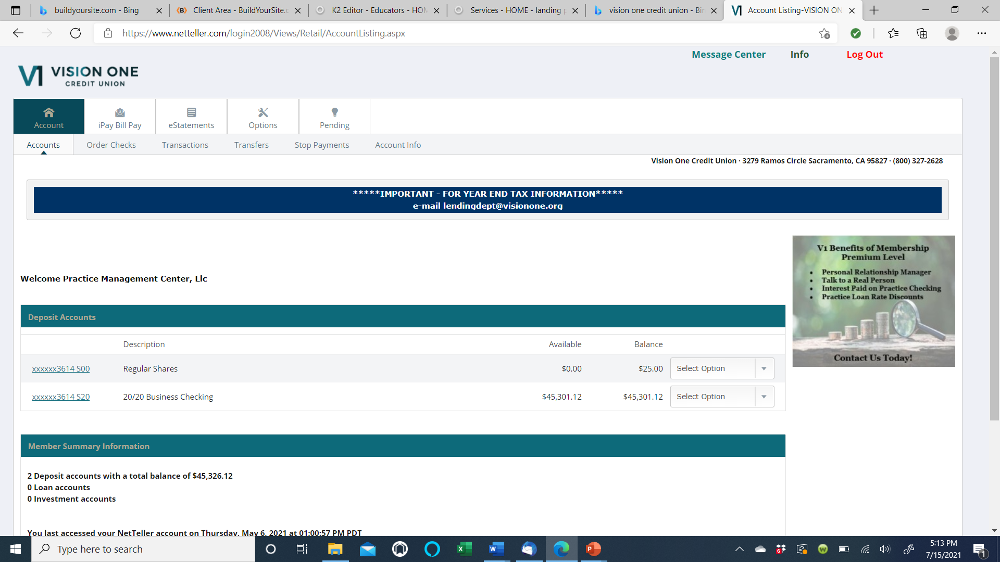 buildyoursite.com - Bing
Client Area - BuildYourSite.c
K2 Editor - Educators - HOM
Services - HOME - landing p
vision one credit union - Bin
V1 Account Listing-VISION ON
https://www.netteller.com/login2008/Views/Retail/AccountListing.aspx
Message Center Info Log Out
V1 VISION ONE
CREDIT UNION
Account iPay Bill Pay eStatements Options Pending
Accounts Order Checks Transactions Transfers Stop Payments Account Info
Vision One Credit Union · 3279 Ramos Circle Sacramento, CA 95827 · (800) 327-2628
*****IMPORTANT - FOR YEAR END TAX INFORMATION*****
e-mail lendingdept@visionone.org
V1 Benefits of Membership
Premium Level
• Personal Relationship Manager
• Talk to a Real Person
• Interest Paid on Practice Checking
• Practice Loan Rate Discounts
Contact Us Today!
Welcome Practice Management Center, Llc
Deposit Accounts
Description Available Balance
xxxxxx3614 S00 Regular Shares $0.00 $25.00 Select Option
xxxxxx3614 S20 20/20 Business Checking $45,301.12 $45,301.12 Select Option
Member Summary Information
2 Deposit accounts with a total balance of $45,326.12
0 Loan accounts
0 Investment accounts
You last accessed your NetTeller account on Thursday, May 6, 2021 at 01:00:57 PM PDT
Type here to search
5:13 PM
7/15/2021
1